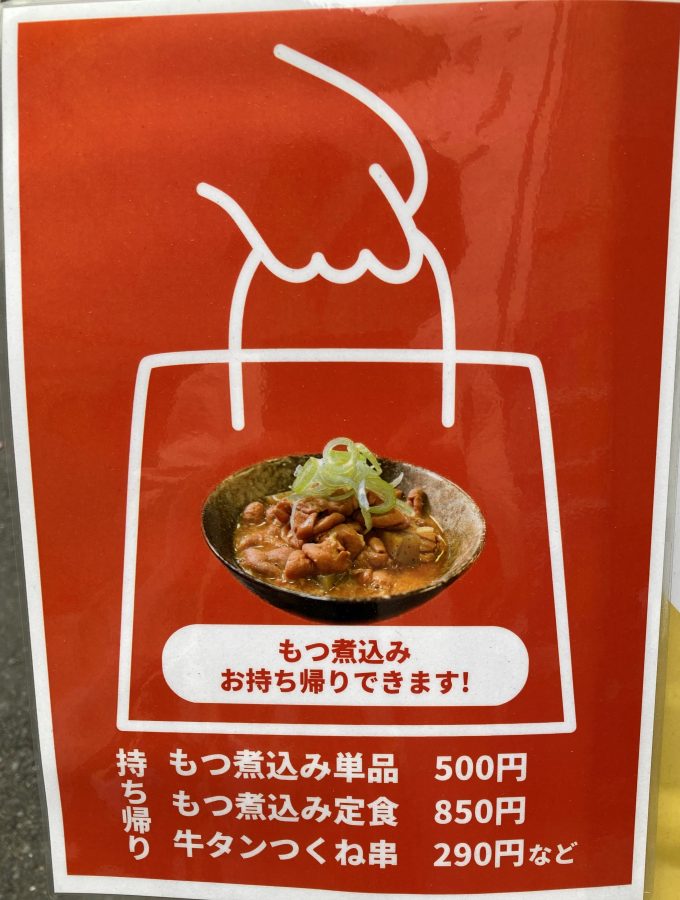 もつ煮込み
お持ち帰りできます!
持ち帰り
もつ煮込み単品 500円
もつ煮込み定食 850円
牛タンつくね串 290円など